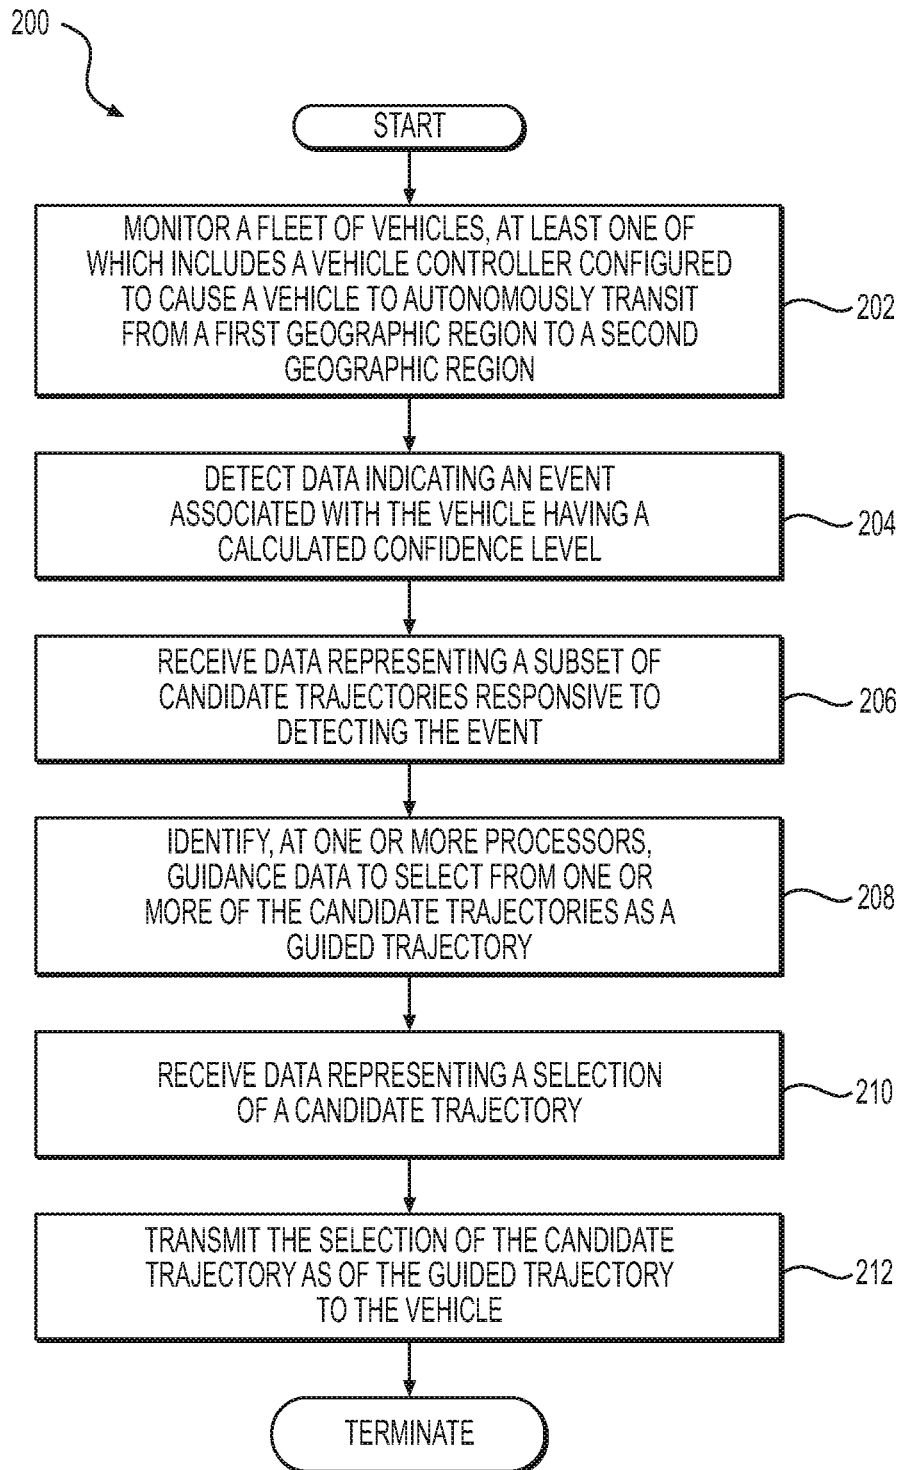 200
START
MONITOR A FLEET OF VEHICLES, AT LEAST ONE OF
WHICH INCLUDES A VEHICLE CONTROLLER CONFIGURED
TO CAUSE A VEHICLE TO AUTONOMOUSLY TRANSIT
FROM A FIRST GEOGRAPHIC REGION TO A SECOND
GEOGRAPHIC REGION
202
DETECT DATA INDICATING AN EVENT
ASSOCIATED WITH THE VEHICLE HAVING A
CALCULATED CONFIDENCE LEVEL
204
RECEIVE DATA REPRESENTING A SUBSET OF
CANDIDATE TRAJECTORIES RESPONSIVE TO
DETECTING THE EVENT
206
IDENTIFY, AT ONE OR MORE PROCESSORS,
GUIDANCE DATA TO SELECT FROM ONE OR
MORE OF THE CANDIDATE TRAJECTORIES AS A
GUIDED TRAJECTORY
208
RECEIVE DATA REPRESENTING A SELECTION
OF A CANDIDATE TRAJECTORY
210
TRANSMIT THE SELECTION OF THE CANDIDATE
TRAJECTORY AS OF THE GUIDED TRAJECTORY
TO THE VEHICLE
212
TERMINATE